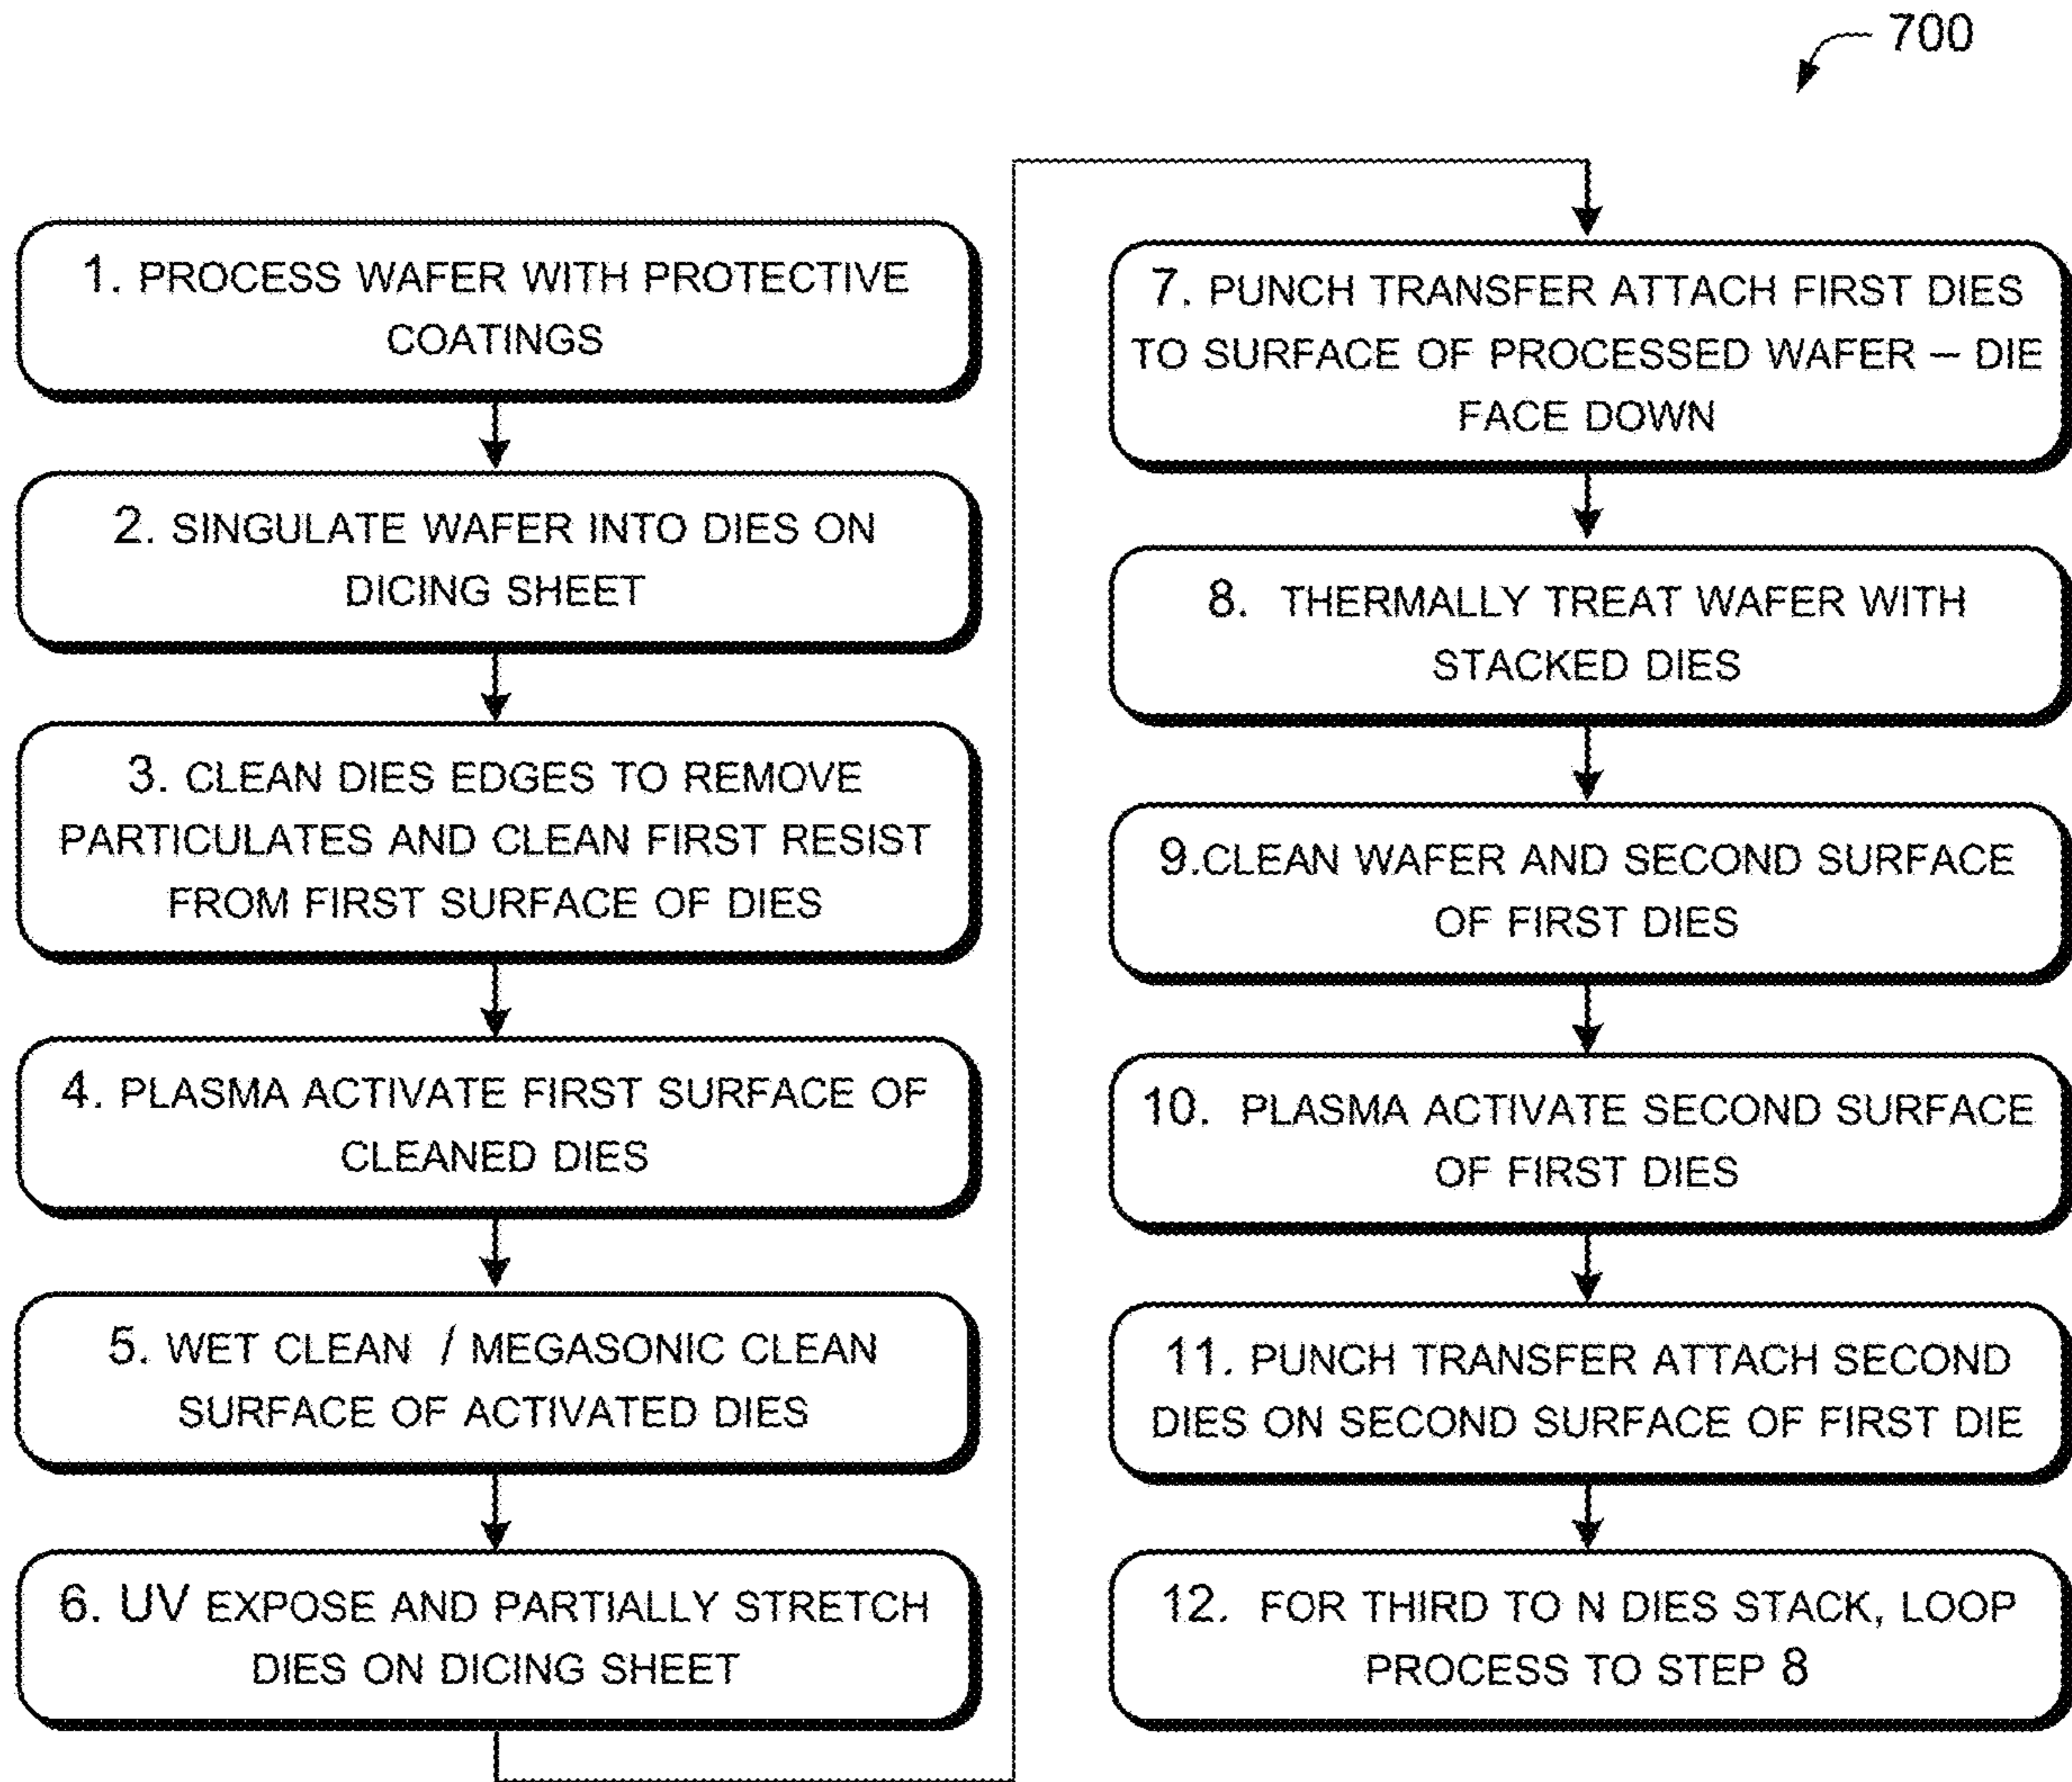 700
1. PROCESS WAFER WITH PROTECTIVE
COATINGS
2. SINGULATE WAFER INTO DIES ON
DICING SHEET
3. CLEAN DIES EDGES TO REMOVE
PARTICULATES AND CLEAN FIRST RESIST
FROM FIRST SURFACE OF DIES
4. PLASMA ACTIVATE FIRST SURFACE OF
CLEANED DIES
5. WET CLEAN / MEGASONIC CLEAN
SURFACE OF ACTIVATED DIES
6. UV EXPOSE AND PARTIALLY STRETCH
DIES ON DICING SHEET
7. PUNCH TRANSFER ATTACH FIRST DIES
TO SURFACE OF PROCESSED WAFER – DIE
FACE DOWN
8. THERMALLY TREAT WAFER WITH
STACKED DIES
9.CLEAN WAFER AND SECOND SURFACE
OF FIRST DIES
10. PLASMA ACTIVATE SECOND SURFACE
OF FIRST DIES
11. PUNCH TRANSFER ATTACH SECOND
DIES ON SECOND SURFACE OF FIRST DIE
12. FOR THIRD TO N DIES STACK, LOOP
PROCESS TO STEP 8